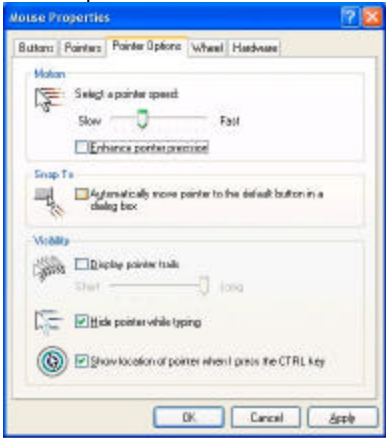 Mouse Properties
Buttons Pointers Pointer Options Wheel Hardware
Motion
Select a pointer speed:
Slow Fast
Enhance pointer precision
Snap To
Automatically move pointer to the default button in a
dialog box
Visibility
Display pointer trails
Short Long
Hide pointer while typing
Show location of pointer when I press the CTRL key
OK Cancel Apply